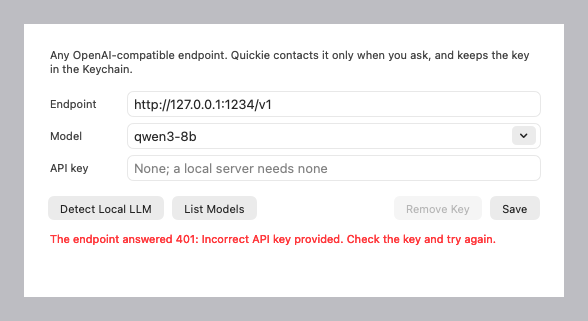 Any OpenAI-compatible endpoint. Quickie contacts it only when you ask, and keeps the key
in the Keychain.
Endpoint
http://127.0.0.1:1234/v1
Model
qwen3-8b
API key
None; a local server needs none
Detect Local LLM
List Models
Remove Key
Save
The endpoint answered 401: Incorrect API key provided. Check the key and try again.